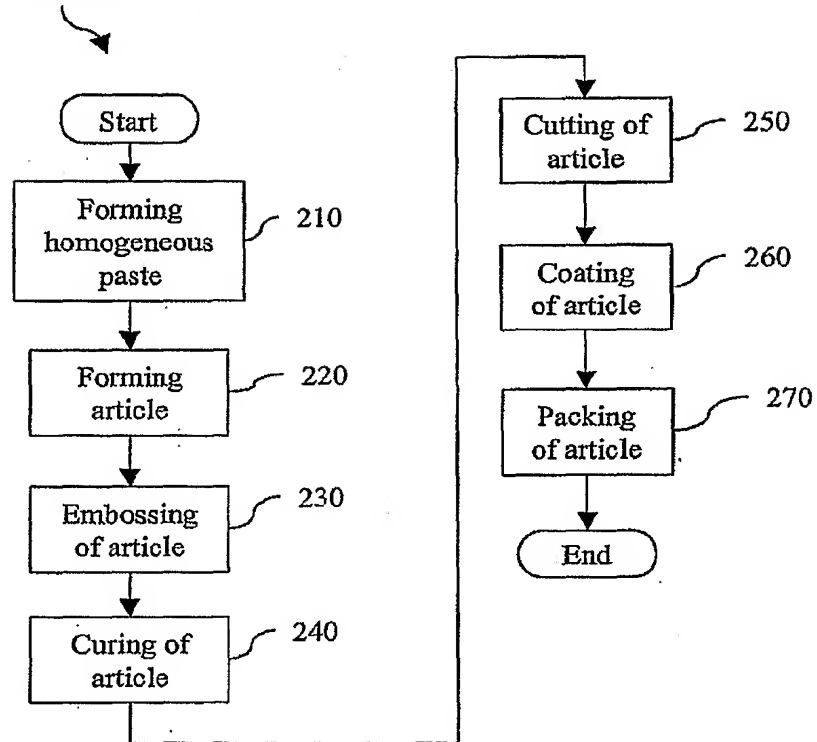 Start
Forming
homogeneous
paste
210
Forming
article
220
Embossing
of article
230
Curing of
article
240
Cutting of
article
250
Coating
of article
260
Packing
of article
270
End